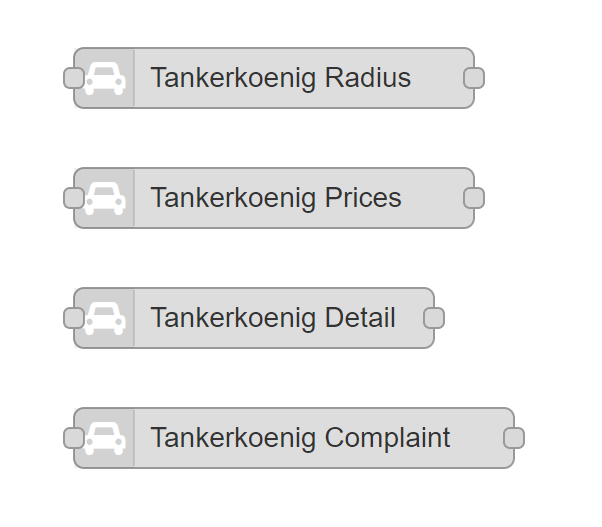 Tankerkoenig Radius
Tankerkoenig Prices
Tankerkoenig Detail
Tankerkoenig Complaint